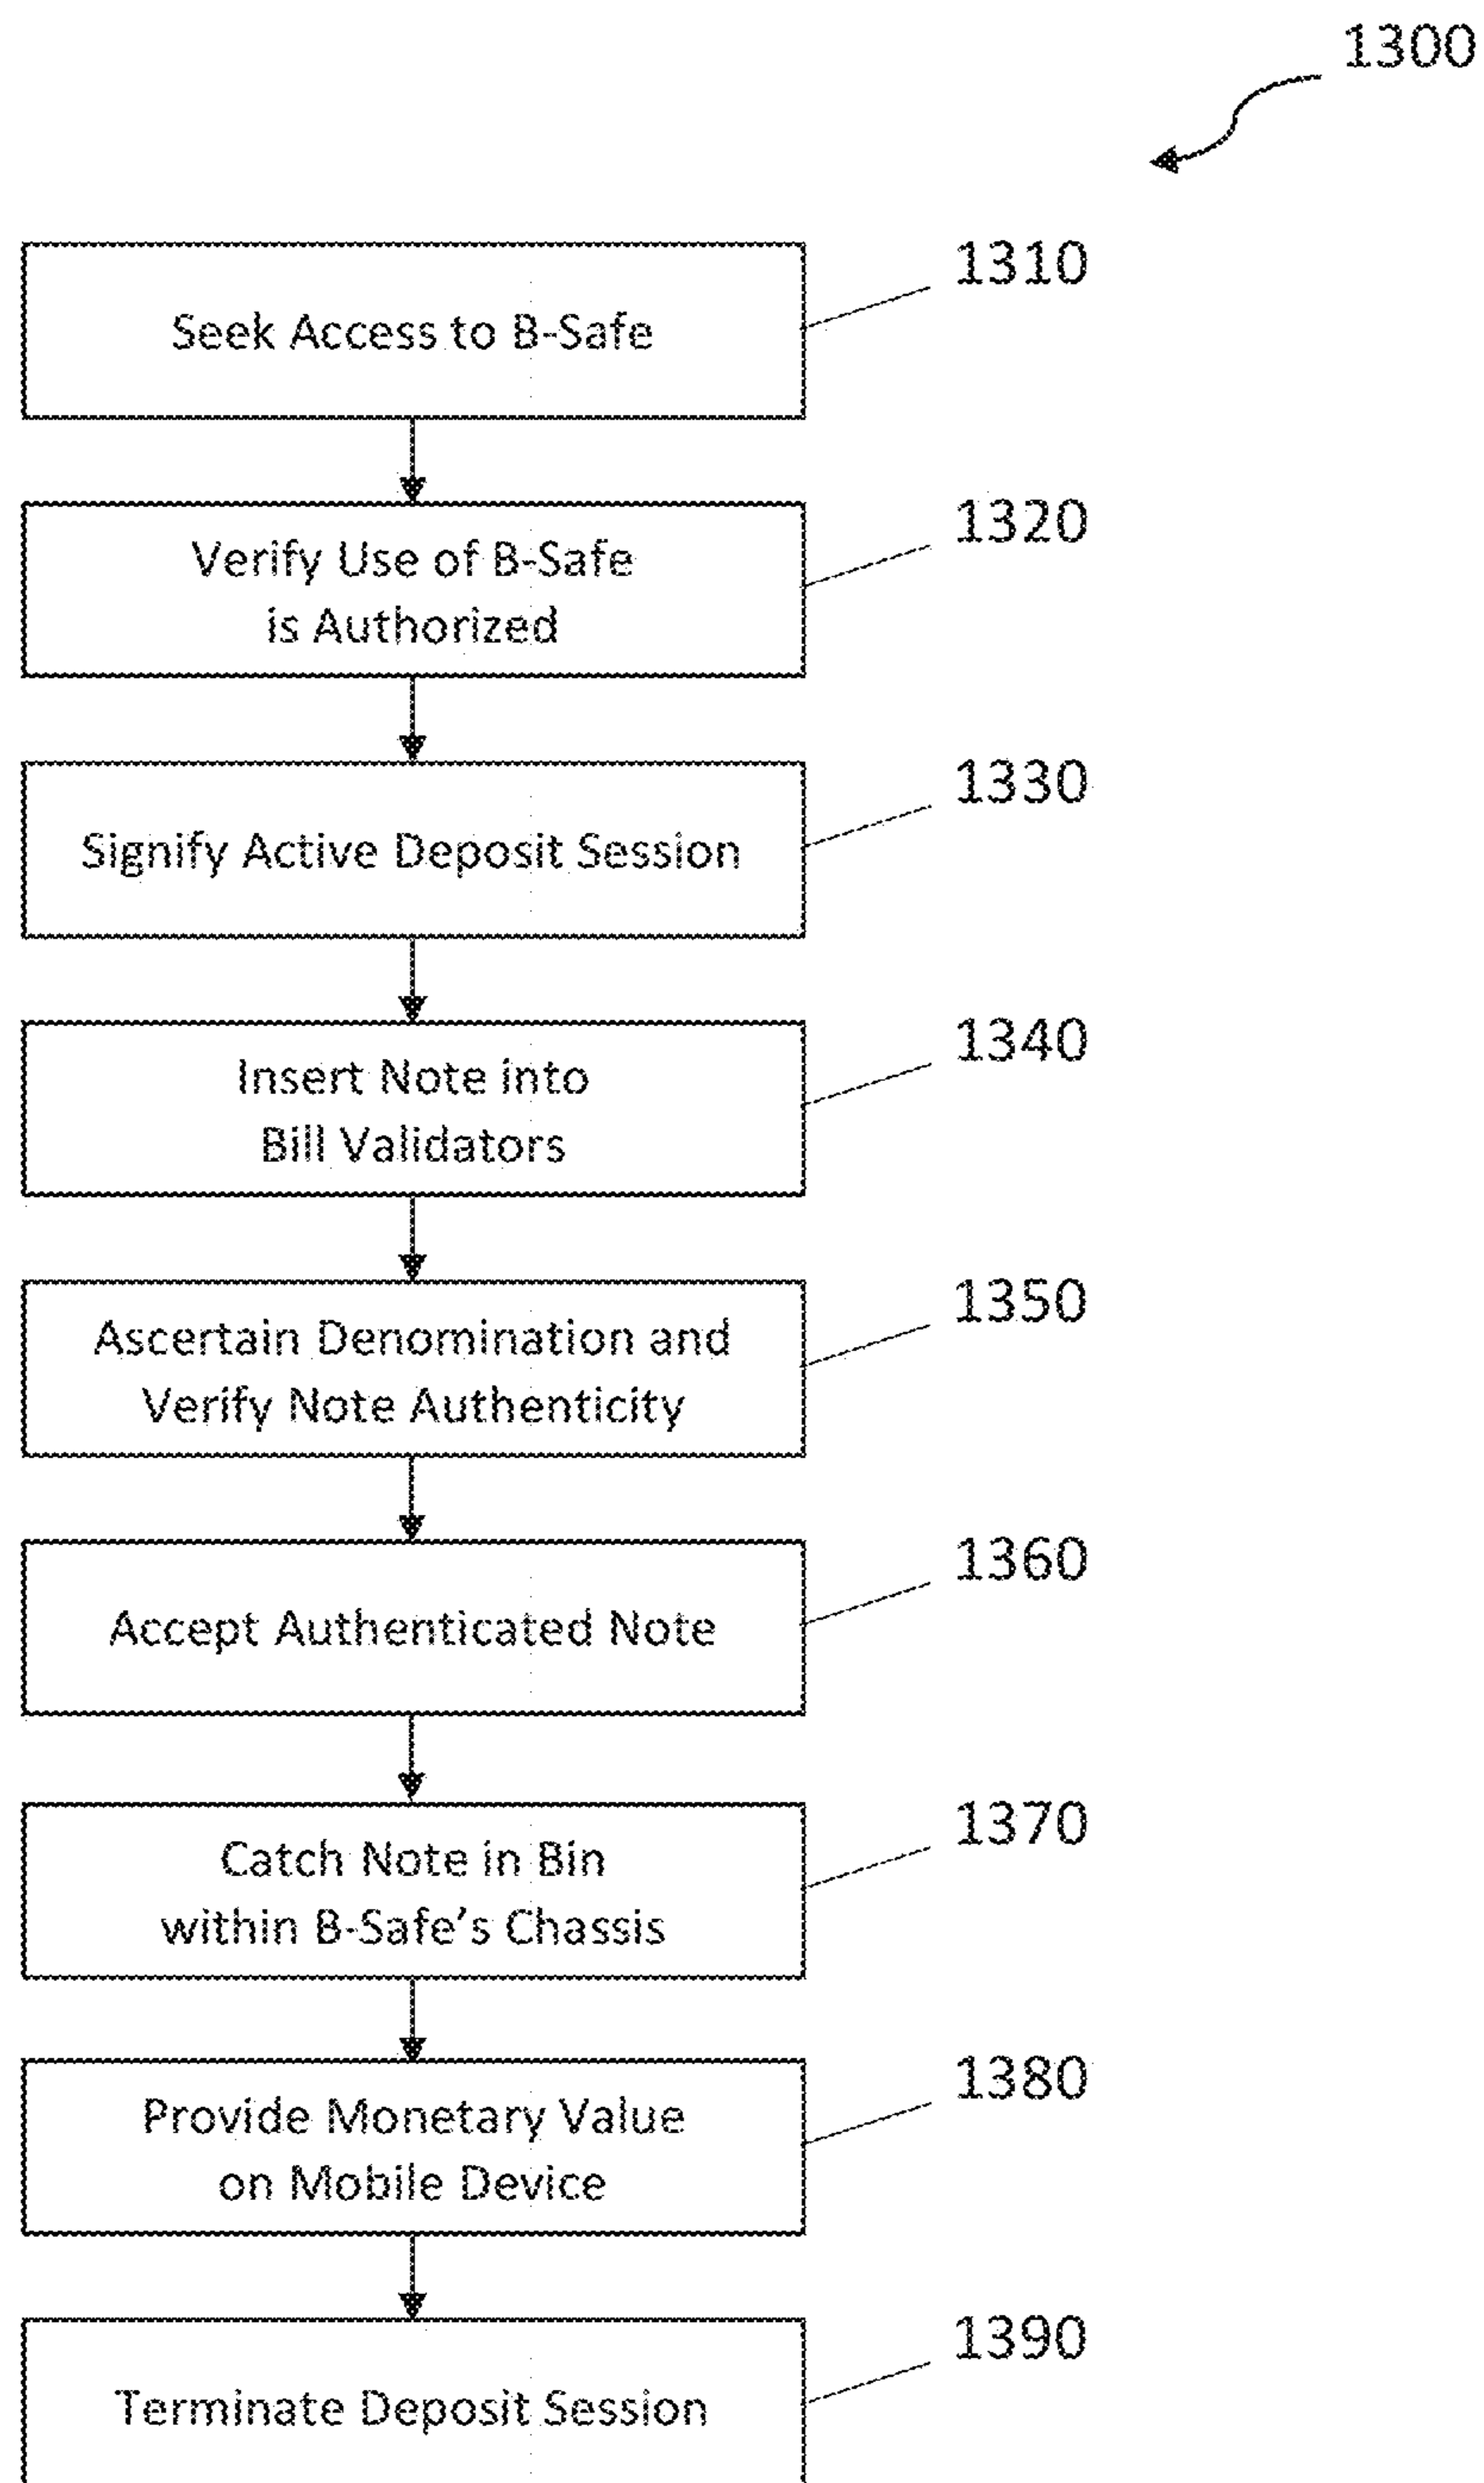 1300
1310
Seek Access to B-Safe
1320
Verify Use of B-Safe
is Authorized
1330
Signify Active Deposit Session
1340
Insert Note into
Bill Validators
1350
Ascertain Denomination and
Verify Note Authenticity
1360
Accept Authenticated Note
1370
Catch Note in Bin
within B-Safe's Chassis
1380
Provide Monetary Value
on Mobile Device
1390
Terminate Deposit Session